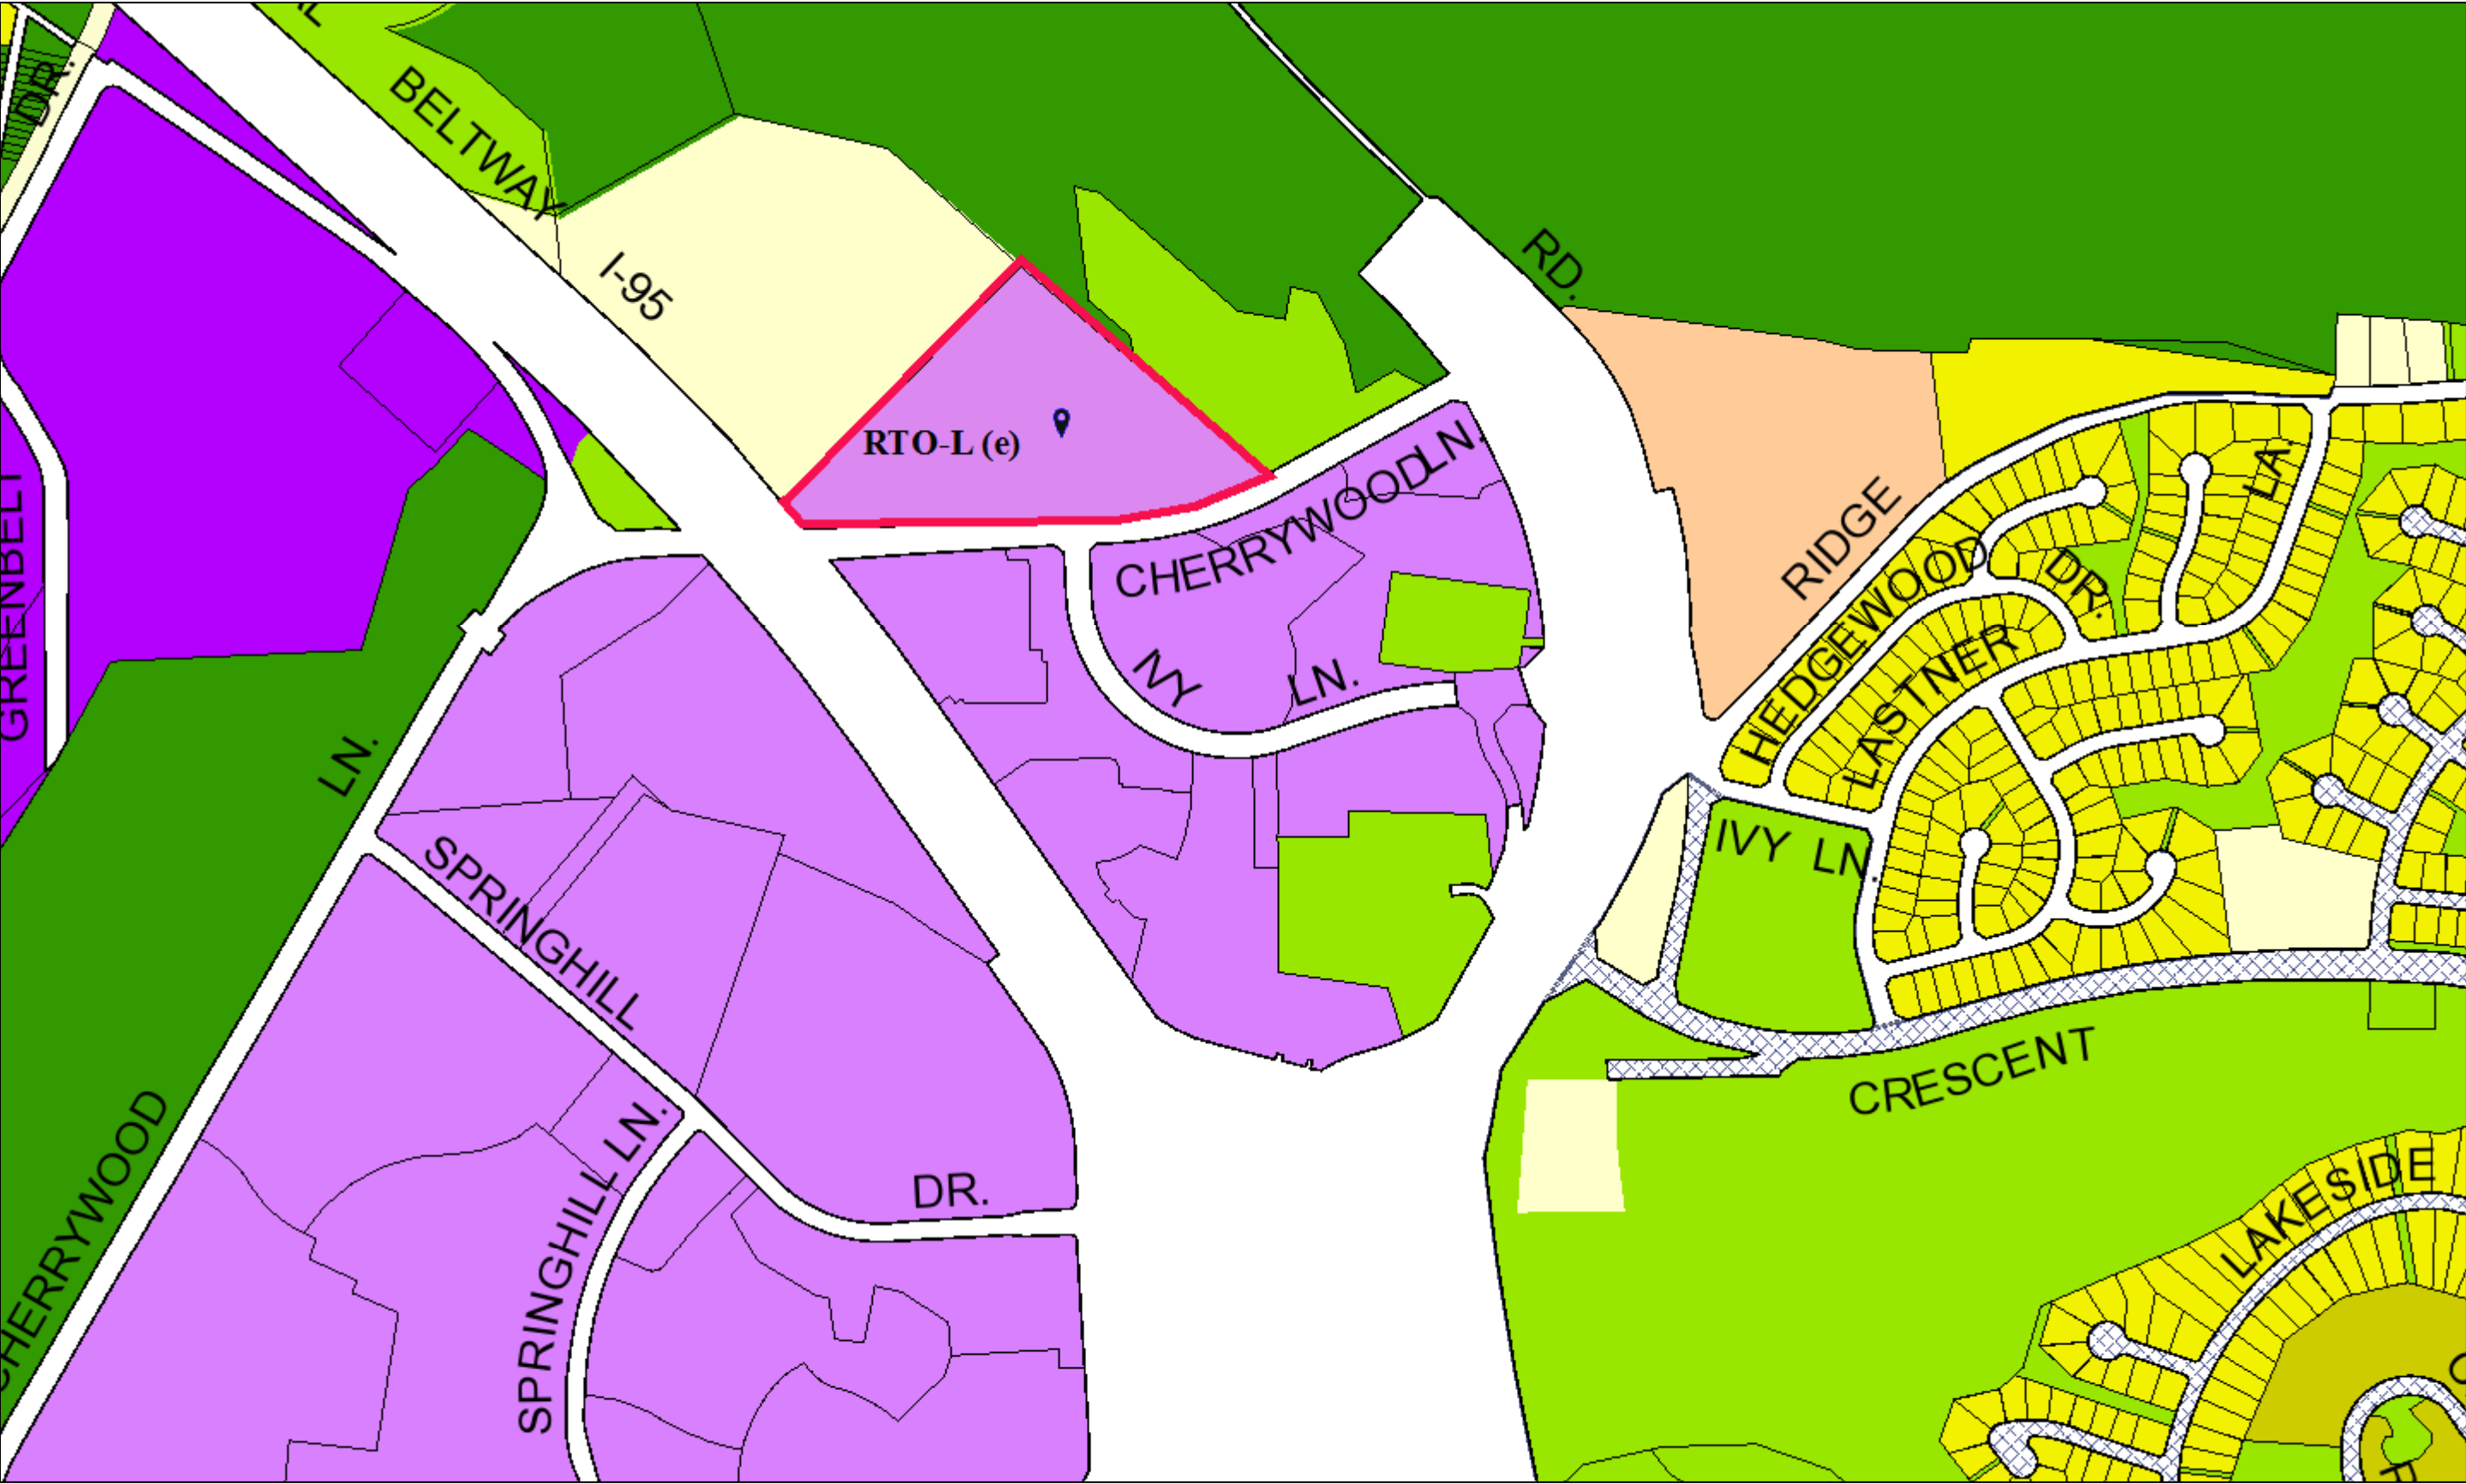 DR.
BELTWAY
I-95
RD.
RTO-L (e)
LN.
CHERRYWOOD
LA.
RIDGE
HEDGEWOOD
DR.
GREENBELT
IVY
LN.
LASTNER
LN.
SPRINGHILL
IVY LN.
CRESCENT
CHERRYWOOD
SPRINGHILL LN.
DR.
LAKESIDE